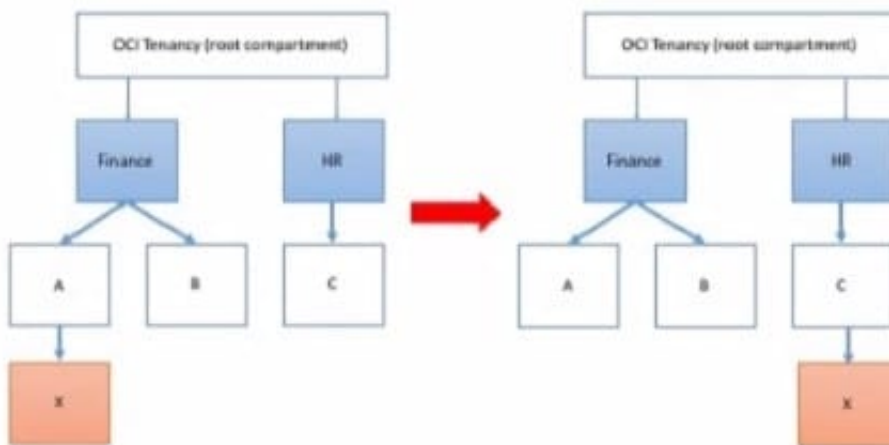 OCI Tenancy (root compartment)
Finance
HR
A
B
C
X
OCI Tenancy (root compartment)
Finance
HR
A
B
C
X